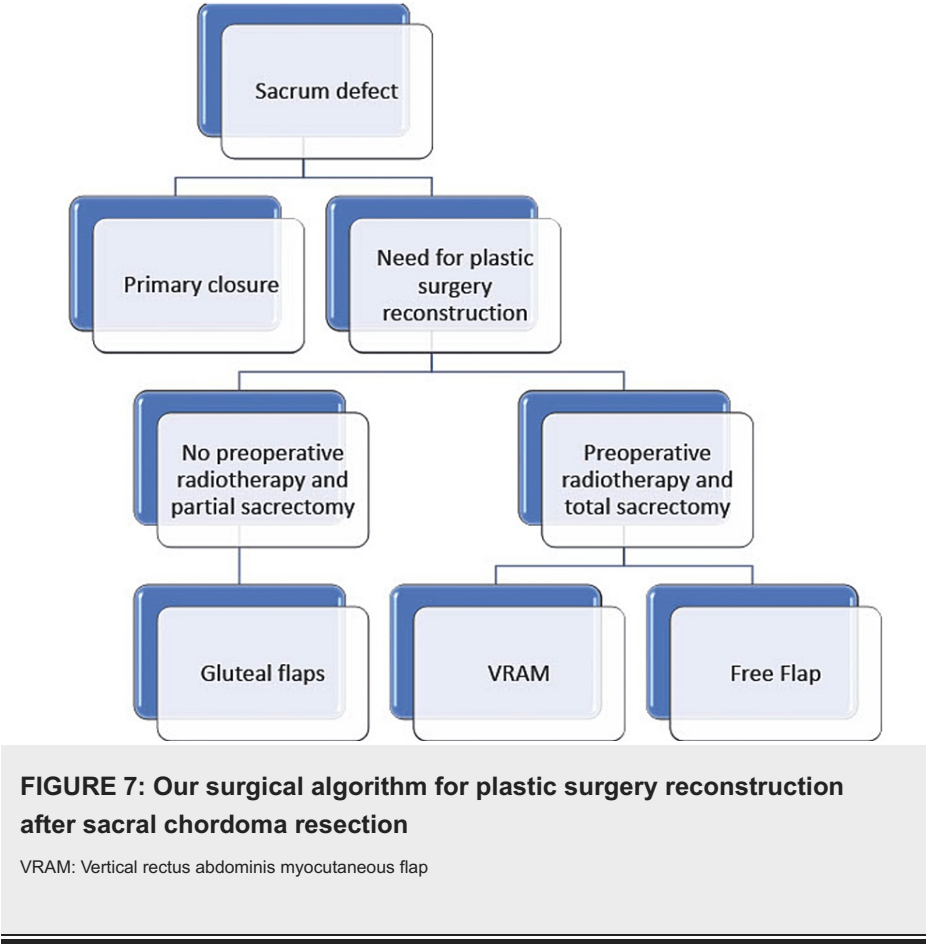 Sacrum defect
Primary closure
Need for plastic
surgery
reconstruction
No preoperative
radiotherapy and
partial sacrectomy
Preoperative
radiotherapy and
total sacrectomy
Gluteal flaps
VRAM
Free Flap
FIGURE 7: Our surgical algorithm for plastic surgery reconstruction
after sacral chordoma resection
VRAM: Vertical rectus abdominis myocutaneous flap